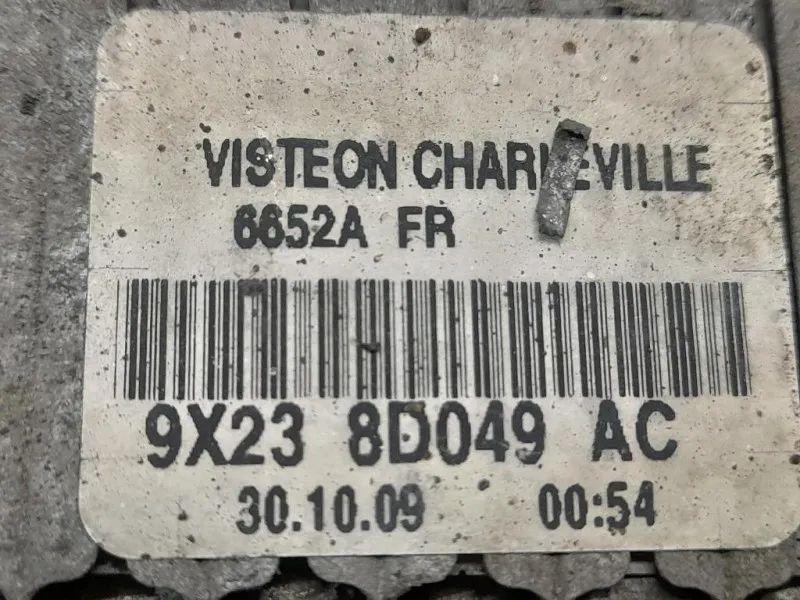 VISTEON CHARLEVILLE
6652A FR
9X23 8D049 AC
30.10.09 00:54